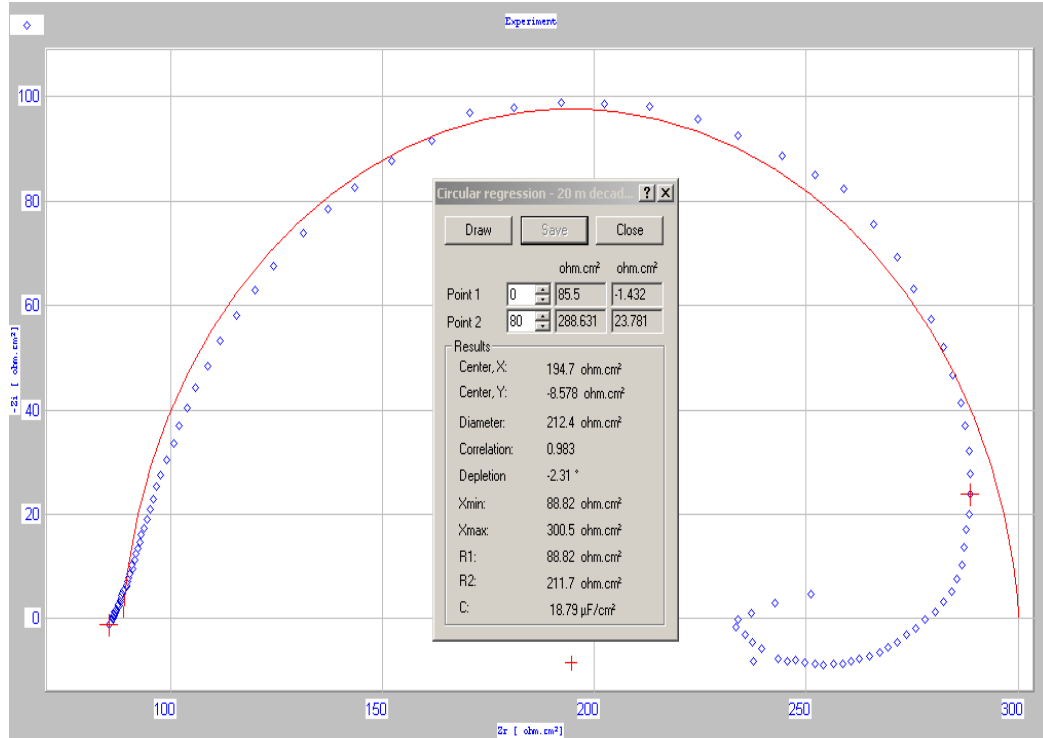 Experiment
100
80
60
40
20
0
-Zi [ ohm.cm²]
100 150 200 250 300
Zr [ ohm.cm²]
Circular regression - 20 m decad... ? X
Draw Save Close
ohm.cm² ohm.cm²
Point 1 0 85.5 -1.432
Point 2 80 288.631 23.781
Results
Center, X: 194.7 ohm.cm²
Center, Y: -8.578 ohm.cm²
Diameter: 212.4 ohm.cm²
Correlation: 0.983
Depletion -2.31 °
Xmin: 88.82 ohm.cm²
Xmax: 300.5 ohm.cm²
R1: 88.82 ohm.cm²
R2: 211.7 ohm.cm²
C: 18.79 µF/cm²